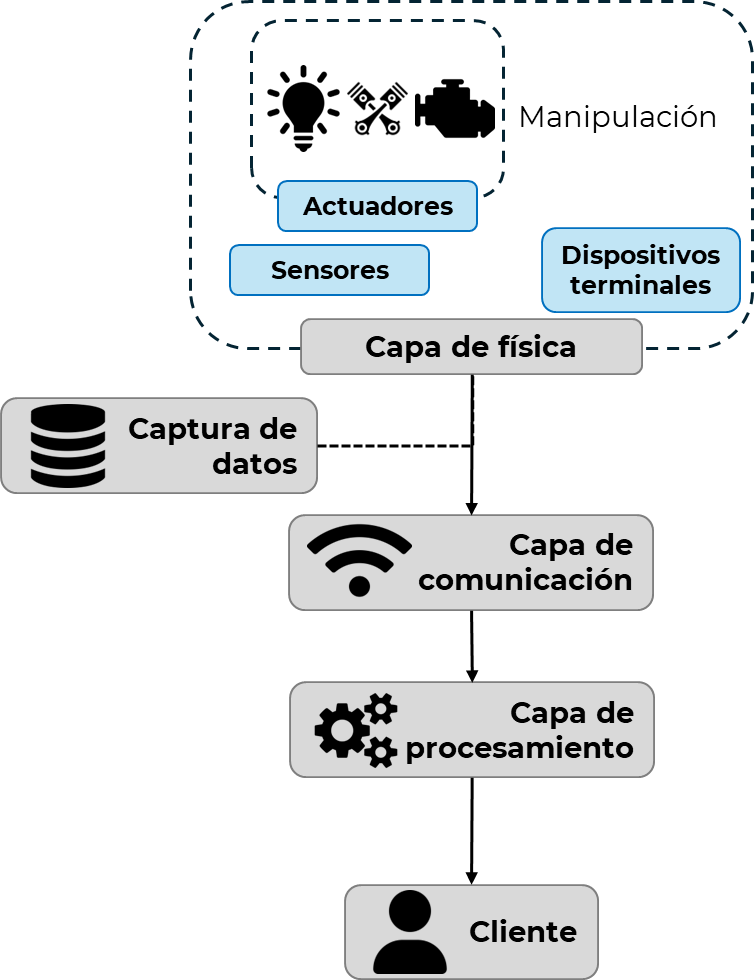 Manipulación
Actuadores
Sensores
Dispositivos
terminales
Capa de física
Captura de
datos
Capa de
comunicación
Capa de
procesamiento
Cliente